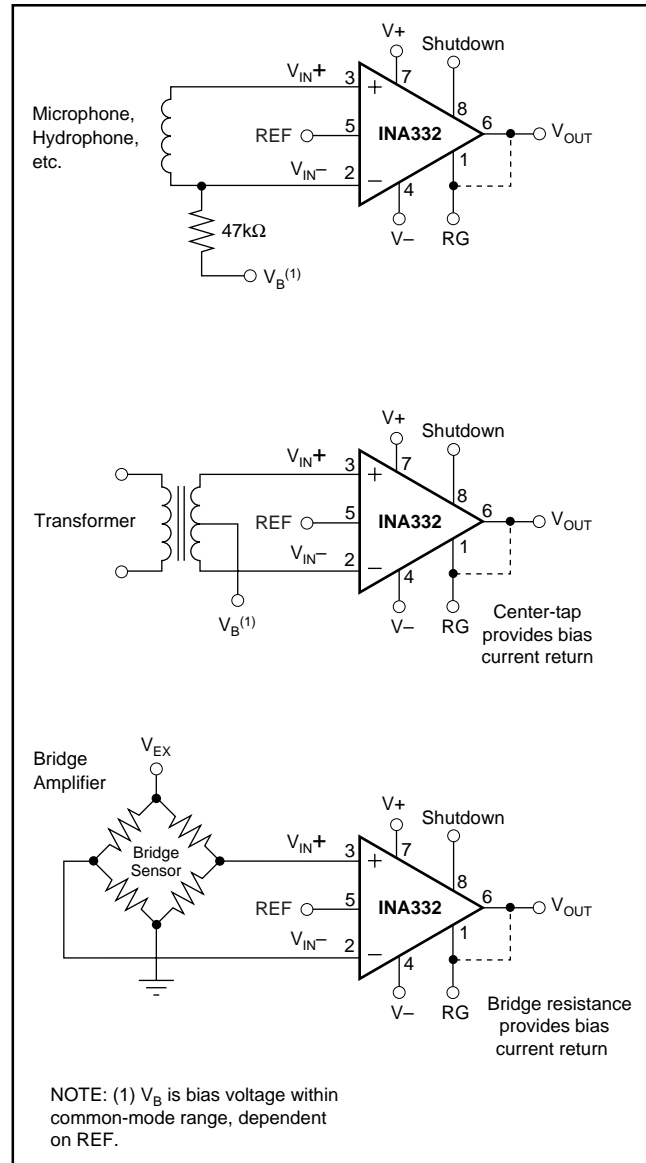 V+
Shutdown
VIN+
3
7
8
Microphone,
Hydrophone,
etc.
REF
5
INA332
6
VOUT
VIN–
2
1
4
47kΩ
V–
RG
VB(1)
V+
Shutdown
VIN+
3
7
8
Transformer
REF
5
INA332
6
VOUT
VIN–
2
1
4
VB(1)
V–
RG
Center-tap
provides bias
current return
Bridge
Amplifier
VEX
Bridge
Sensor
V+
Shutdown
VIN+
3
7
8
REF
5
INA332
6
VOUT
VIN–
2
1
4
V–
RG
Bridge resistance
provides bias
current return
NOTE: (1) VB is bias voltage within
common-mode range, dependent
on REF.